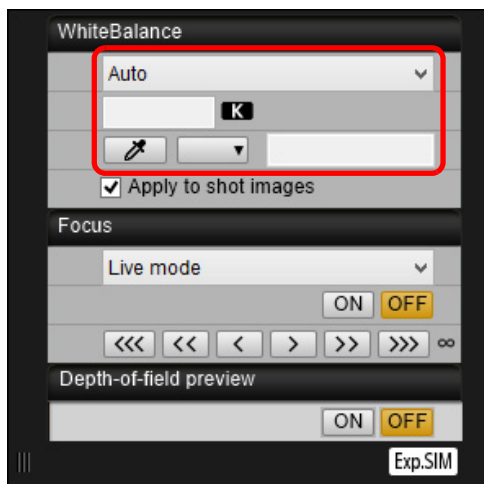 WhiteBalance
Auto
K
Apply to shot images
Focus
Live mode
ON OFF
<<< << < > >> >>> ∞
Depth-of-field preview
ON OFF
Exp.SIM